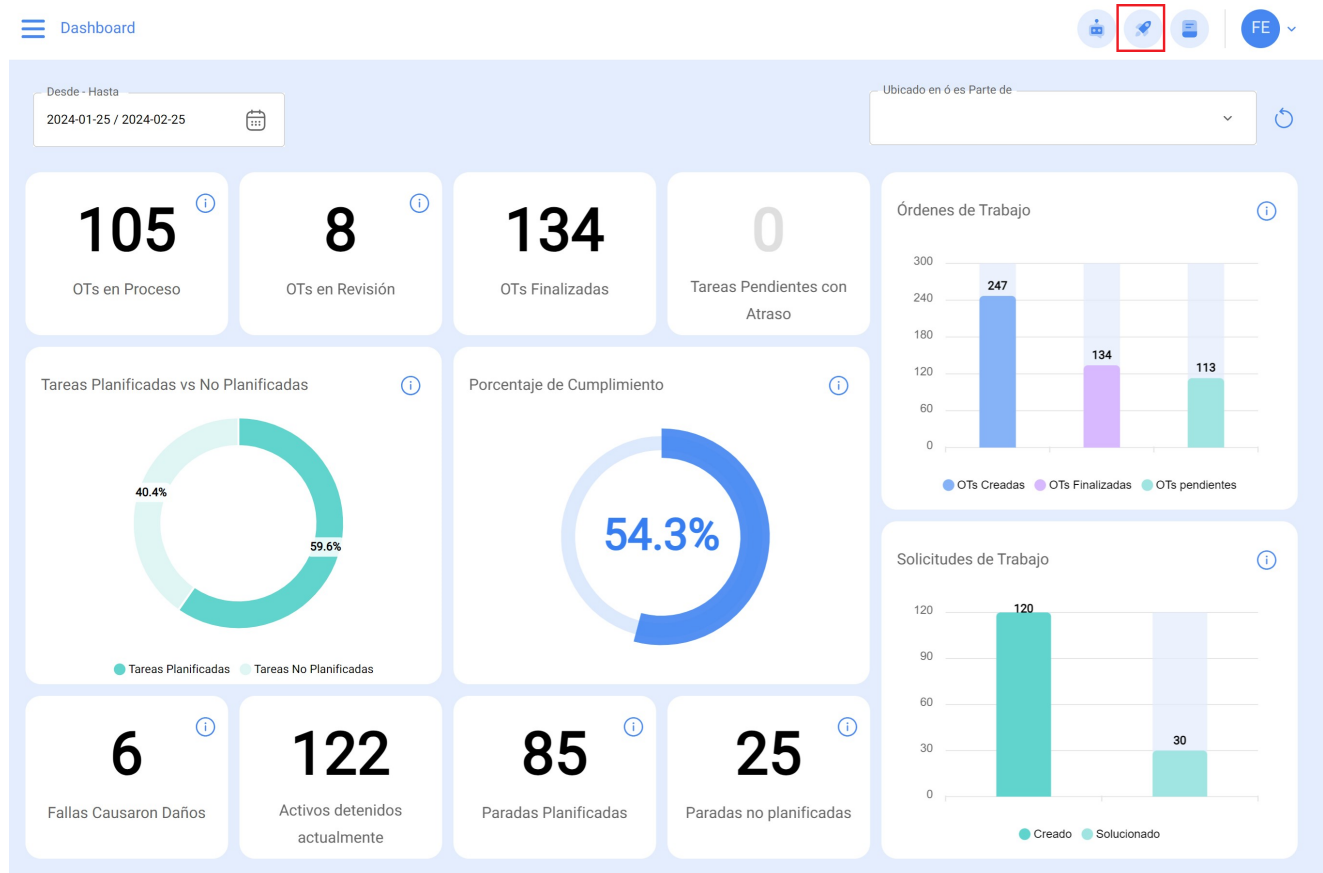 Dashboard
FE
Desde - Hasta
2024-01-25 / 2024-02-25
Ubicado en ó es Parte de
105
OTs en Proceso
8
OTs en Revisión
134
OTs Finalizadas
0
Tareas Pendientes con
Atraso
Órdenes de Trabajo
300
240
180
120
60
0
247
134
113
OTs Creadas
OTs Finalizadas
OTs pendientes
Tareas Planificadas vs No Planificadas
40.4%
59.6%
Tareas Planificadas
Tareas No Planificadas
Porcentaje de Cumplimiento
54.3%
Solicitudes de Trabajo
120
90
60
30
0
120
30
Creado
Solucionado
6
Fallas Causaron Daños
122
Activos detenidos
actualmente
85
Paradas Planificadas
25
Paradas no planificadas